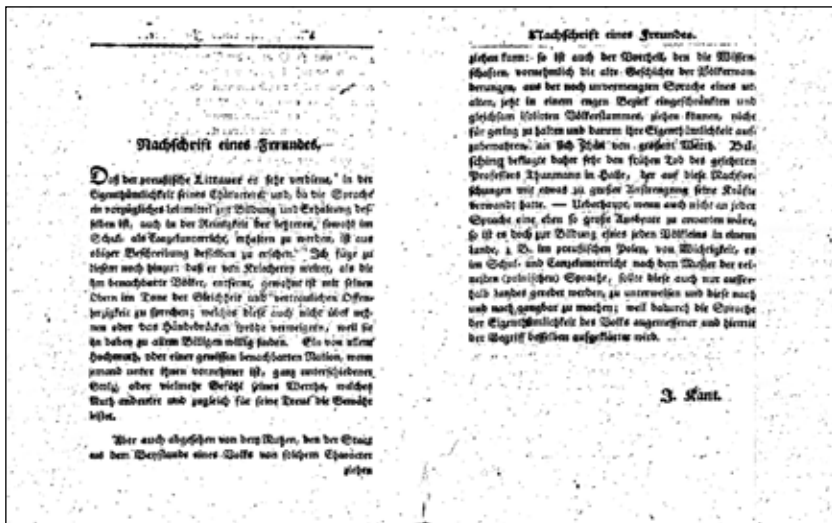 Nachschrift eines Freundes.
Daß der preußische Littauer es sehr verdiene, in der
Eigenthümlichkeit seines Charakters und, da die Sprache
ein vorzügliches Leitmittel zur Bildung und Erhaltung des-
selben ist, auch in der Reinigkeit der letzteren, sowohl im
Schul- als Canzelunterricht, erhalten zu werden, ist aus
obiger Beschreibung desselben zu ersehen. Ich füge zu
diesem noch hinzu: daß er von Kriecherey weiter, als die
ihm benachbarte Völker, entfernt, gewohnt ist mit seinen
Obern im Tone der Gleichheit und vertraulichen Offen-
herzigkeit zu sprechen; welches diese auch nicht übel neh-
men oder das Händedrücken spröde verweigern, weil sie
ihn dabey zu allem Billigen willig finden. Ein von allem
Hochmuth, oder einer gewissen benachbarten Nation, wenn
jemand unter ihnen vornehmer ist, ganz unterschiedener
Stolz, oder vielmehr Gefühl seines Werths, welches
Muth andeutet und zugleich für seine Treue die Gewähr
leistet.
Aber auch abgesehen von dem Nutzen, den der Staat
aus dem Beystande eines Volks von solchem Character
ziehen
Nachschrift eines Freundes.
ziehen kann: so ist auch der Vortheil, den die Wissen-
schaften, vornehmlich die alte Geschichte der Völkerwan-
derungen, aus der noch unvermengten Sprache eines ur-
alten, jetzt in einem engen Bezirk eingeschränkten und
gleichsam isolirten Völkerstammes, ziehen können, nicht
für gering zu halten und darum ihre Eigenthümlichkeit auf-
zubewahren, an sich schon von großem Werth. Bü-
sching beklagte daher sehr den frühen Tod des gelehrten
Professors Thunmann in Halle, der auf diese Nachfor-
schungen mit etwas zu großer Anstrengung seine Kräfte
verwandt hatte. — Ueberhaupt, wenn auch nicht an jeder
Sprache eine eben so große Ausbeute zu erwarten wäre,
so ist es doch zur Bildung eines jeden Völkleins in einem
Lande, z. B. im preußischen Polen, von Wichtigkeit, es
im Schul- und Canzelunterricht nach dem Muster der rei-
nesten (polnischen) Sprache, sollte diese auch nur ausser-
halb Landes geredet werden, zu unterweisen und diese nach
und nach gangbar zu machen; weil dadurch die Sprache
der Eigenthümlichkeit des Volks angemessener und hiemit
der Begriff desselben aufgeklärter wird.
J. Kant.